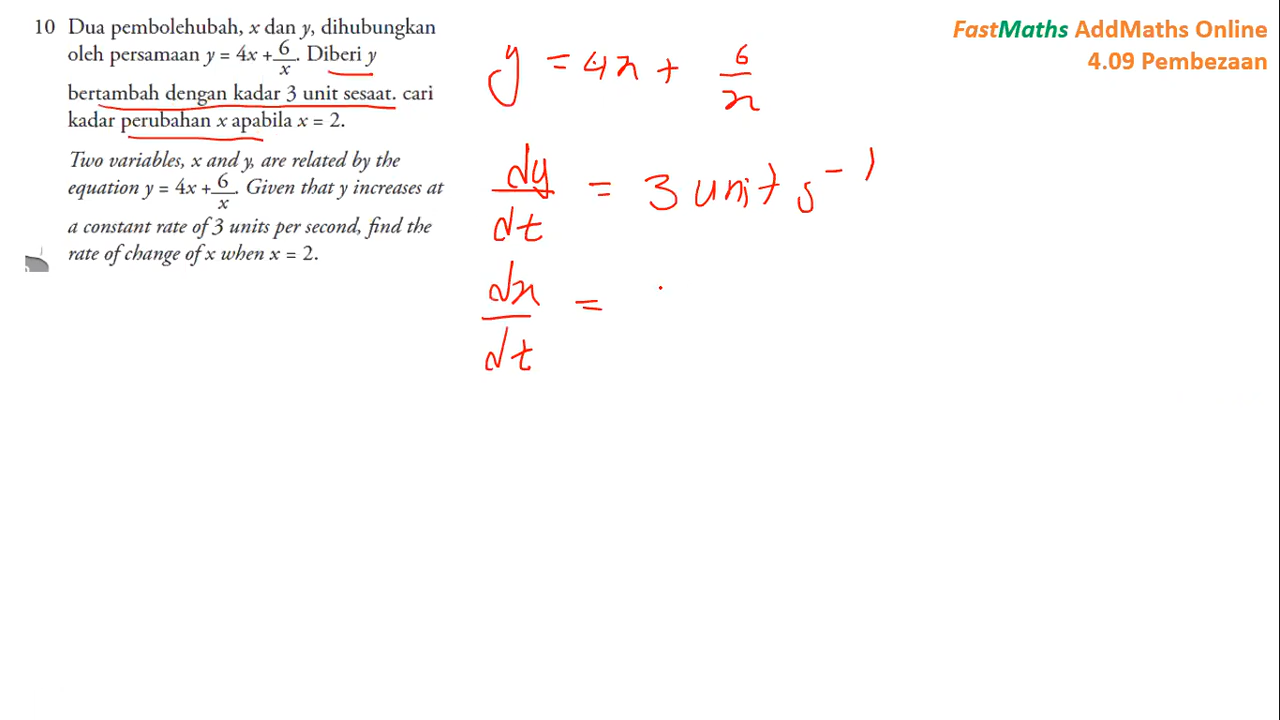 10 Dua pembolehubah, x dan y, dihubungkan
oleh persamaan y = 4x + 6/x. Diberi y
bertambah dengan kadar 3 unit sesaat. cari
kadar perubahan x apabila x = 2.
Two variables, x and y, are related by the
equation y = 4x + 6/x. Given that y increases at
a constant rate of 3 units per second, find the
rate of change of x when x = 2.
FastMaths AddMaths Online
4.09 Pembezaan
y = 4x + 6/x
dy/dt = 3 unit s⁻¹
dx/dt =